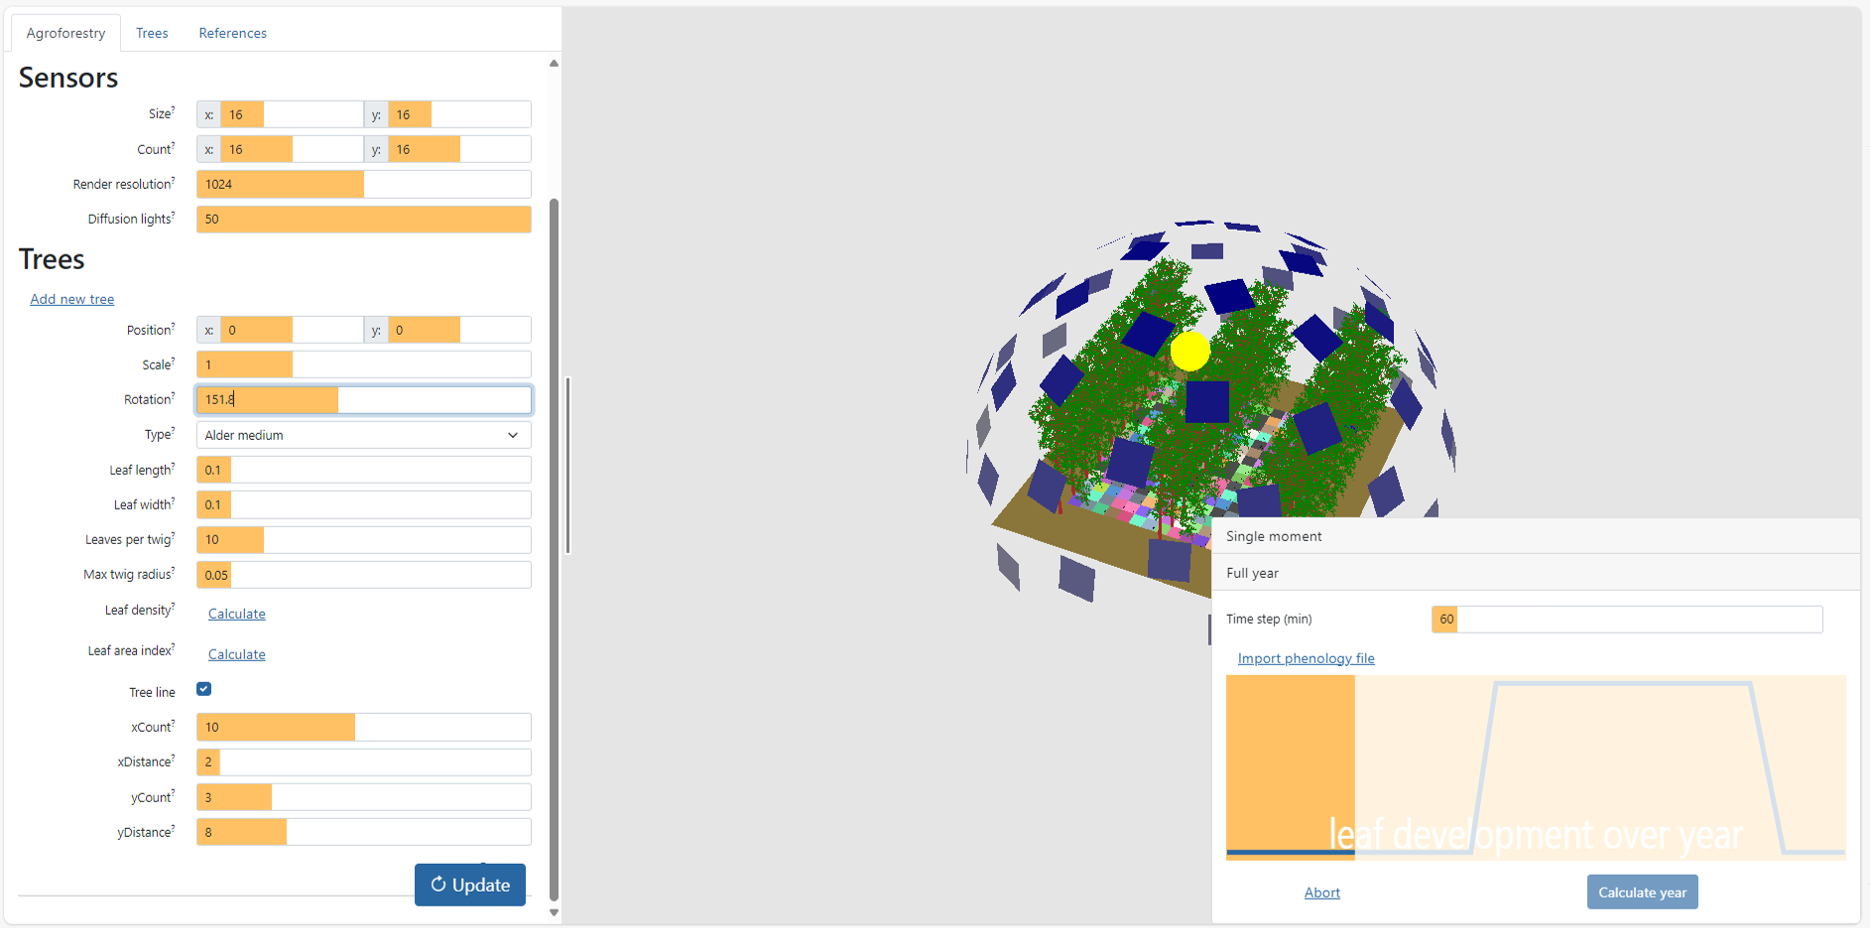 Agroforestry Trees References
Sensors
Size? x: 16 y: 16
Count? x: 16 y: 16
Render resolution? 1024
Diffusion lights? 50
Trees
Add new tree
Position? x: 0 y: 0
Scale? 1
Rotation? 151.8
Type? Alder medium
Leaf length? 0.1
Leaf width? 0.1
Leaves per twig? 10
Max twig radius? 0.05
Leaf density? Calculate
Leaf area index? Calculate
Tree line
xCount? 10
xDistance? 2
yCount? 3
yDistance? 8
Update
Single moment
Full year
Time step (min) 60
Import phenology file
leaf development over year
Abort Calculate year